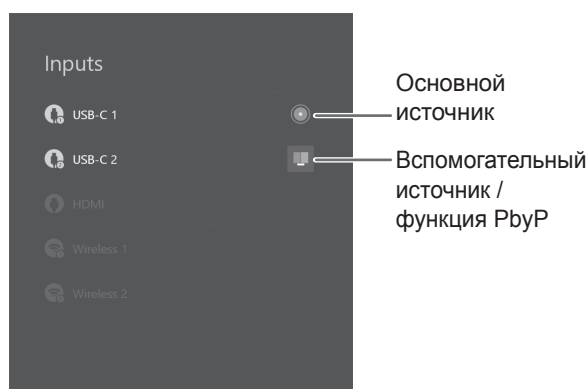 Inputs
USB-C 1
USB-C 2
HDMI
Wireless 1
Wireless 2
Основной
источник
Вспомогательный
источник /
функция PbyP